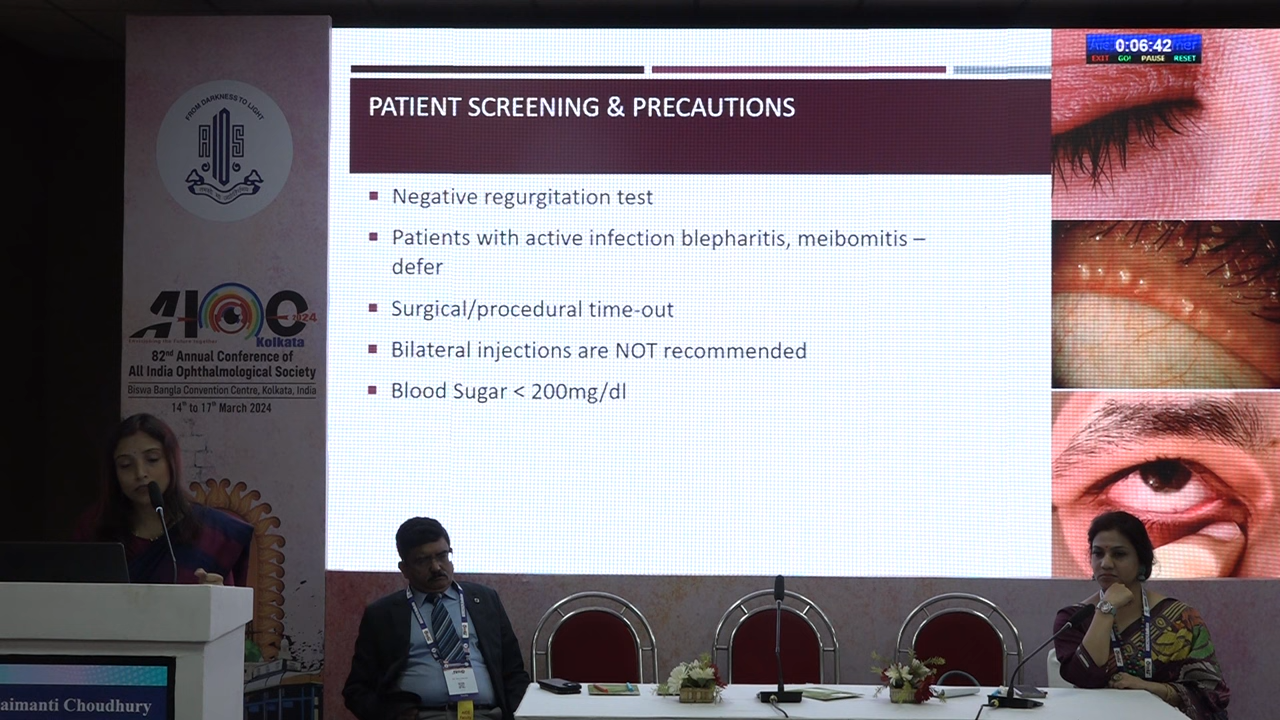 FROM DARKNESS TO LIGHT
AIOS
AIOC
2024
Kolkata
82nd Annual Conference of
All India Ophthalmological Society
Biswa Bangla Convention Centre, Kolkata, India
14th to 17th March 2024
0:06:42
EXIT GO! PAUSE RESET
PATIENT SCREENING & PRECAUTIONS
Negative regurgitation test
Patients with active infection blepharitis, meibomitis –
defer
Surgical/procedural time-out
Bilateral injections are NOT recommended
Blood Sugar < 200mg/dl
aimanti Choudhury